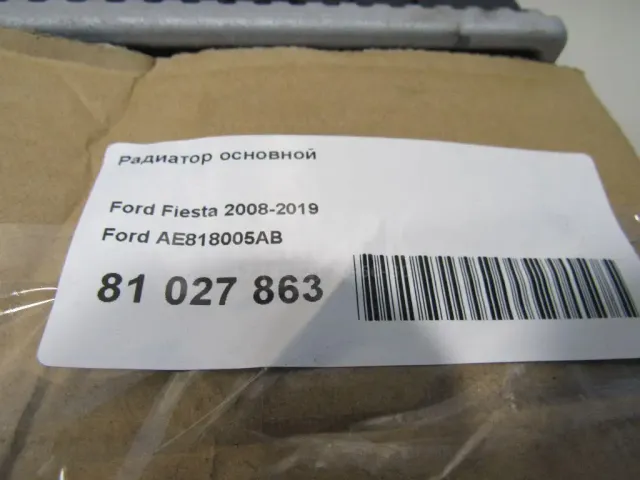 Радиатор основной
Ford Fiesta 2008-2019
Ford AE818005AB
81 027 863